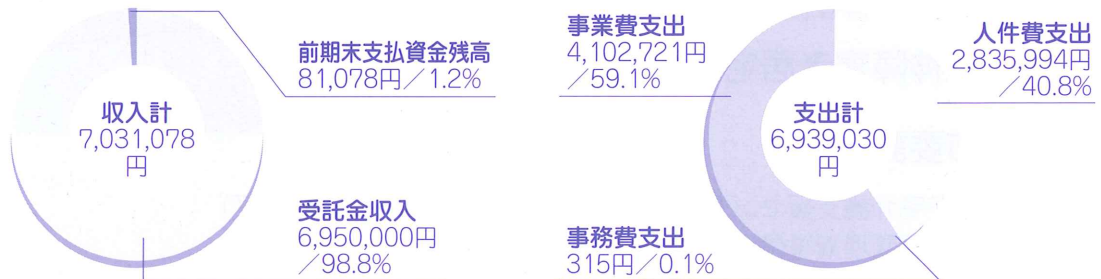 前期末支払資金残高
81,078円／1.2%
収入計
7,031,078
円
受託金収入
6,950,000円
／98.8%
事業費支出
4,102,721円
／59.1%
人件費支出
2,835,994円
／40.8%
支出計
6,939,030
円
事務費支出
315円／0.1%